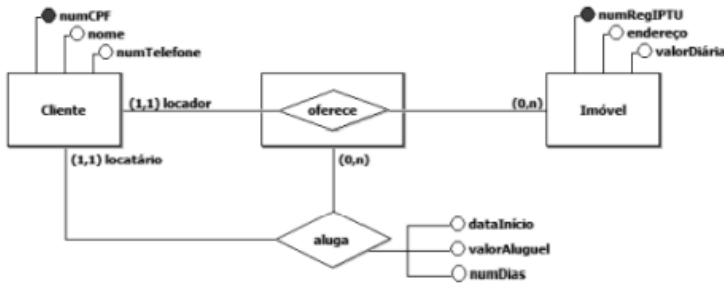 numCPF
nome
numTelefone
Cliente
(1,1) locador
oferece
(0,n)
numRegIPTU
endereço
valorDiária
Imóvel
(1,1) locatário
(0,n)
aluga
dataInício
valorAluguel
numDias